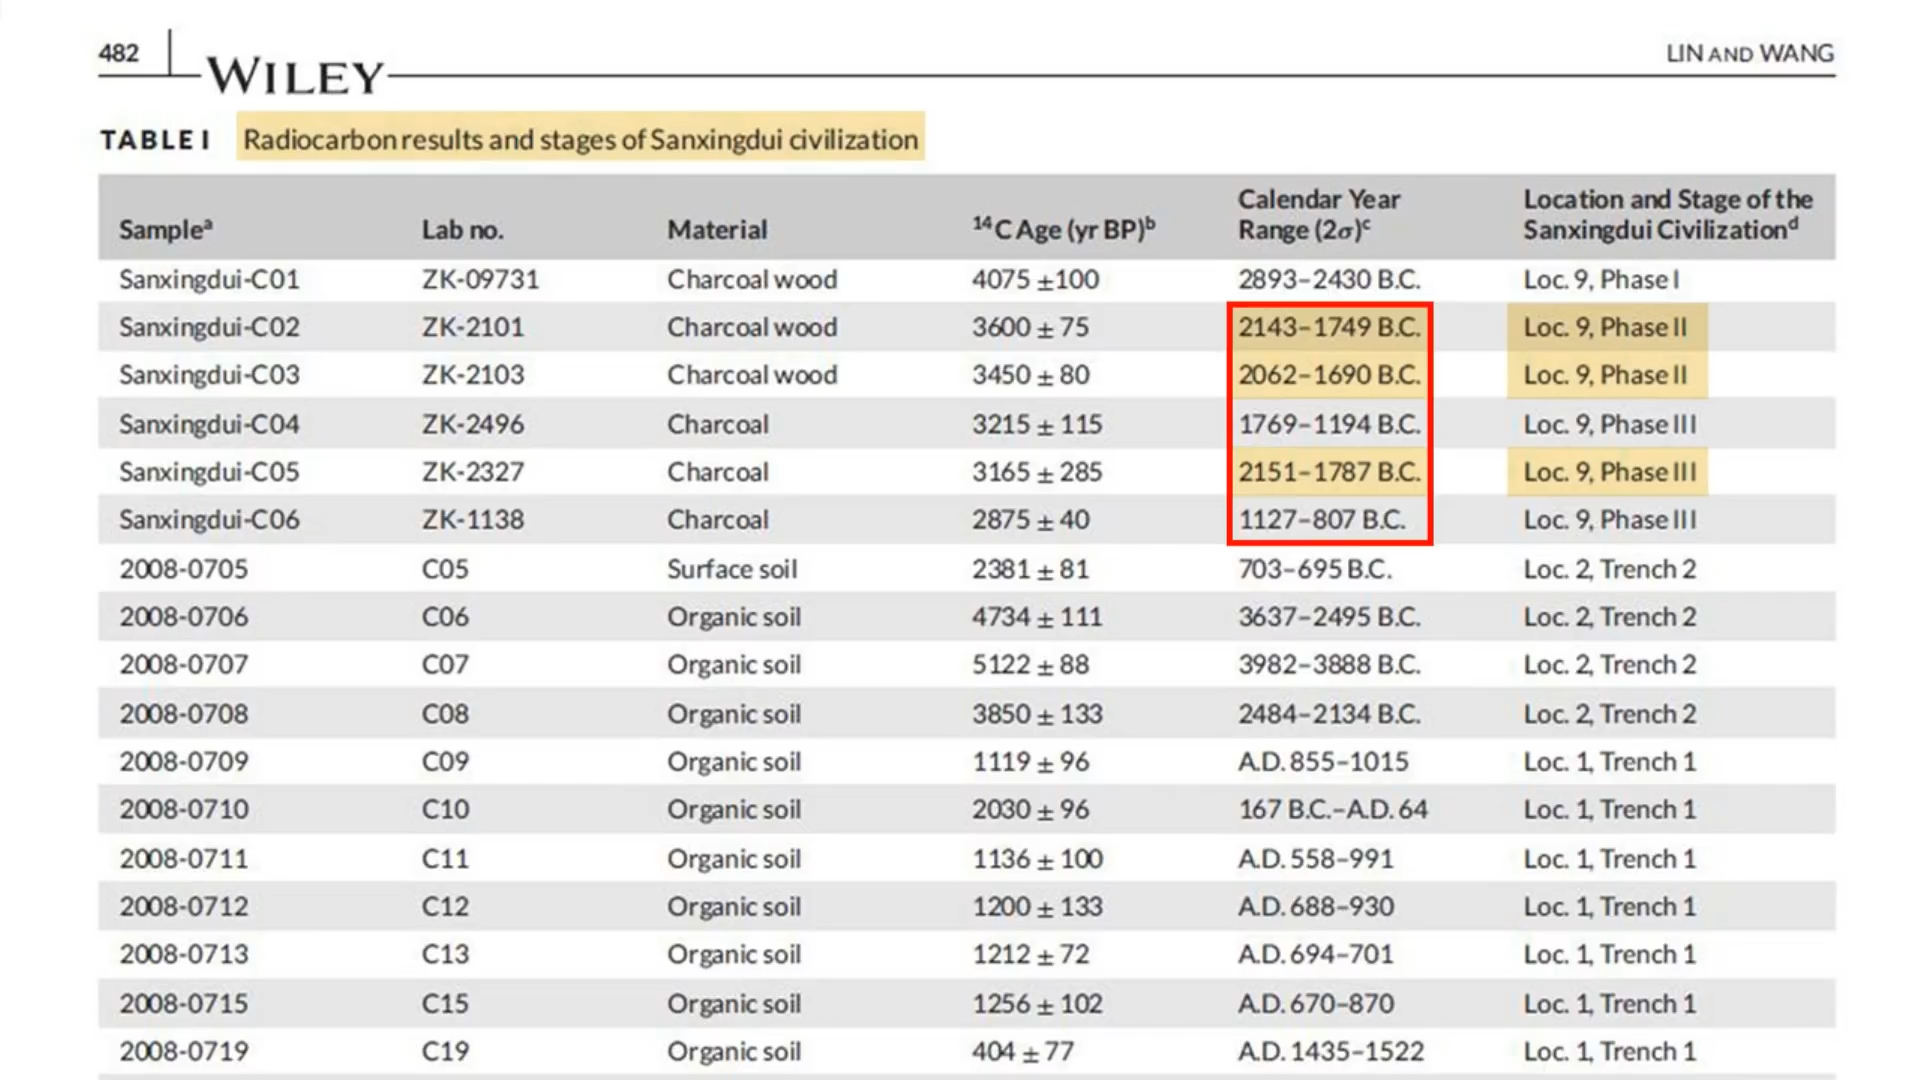 482
WILEY
LIN AND WANG
TABLE I Radiocarbon results and stages of Sanxingdui civilization
Sampleᵃ Lab no. Material ¹⁴C Age (yr BP)ᵇ Calendar Year Range (2σ)ᶜ Location and Stage of the Sanxingdui Civilizationᵈ
Sanxingdui-C01 ZK-09731 Charcoal wood 4075 ±100 2893–2430 B.C. Loc. 9, Phase I
Sanxingdui-C02 ZK-2101 Charcoal wood 3600 ± 75 2143–1749 B.C. Loc. 9, Phase II
Sanxingdui-C03 ZK-2103 Charcoal wood 3450 ± 80 2062–1690 B.C. Loc. 9, Phase II
Sanxingdui-C04 ZK-2496 Charcoal 3215 ± 115 1769–1194 B.C. Loc. 9, Phase III
Sanxingdui-C05 ZK-2327 Charcoal 3165 ± 285 2151–1787 B.C. Loc. 9, Phase III
Sanxingdui-C06 ZK-1138 Charcoal 2875 ± 40 1127–807 B.C. Loc. 9, Phase III
2008-0705 C05 Surface soil 2381 ± 81 703–695 B.C. Loc. 2, Trench 2
2008-0706 C06 Organic soil 4734 ± 111 3637–2495 B.C. Loc. 2, Trench 2
2008-0707 C07 Organic soil 5122 ± 88 3982–3888 B.C. Loc. 2, Trench 2
2008-0708 C08 Organic soil 3850 ± 133 2484–2134 B.C. Loc. 2, Trench 2
2008-0709 C09 Organic soil 1119 ± 96 A.D. 855–1015 Loc. 1, Trench 1
2008-0710 C10 Organic soil 2030 ± 96 167 B.C.–A.D. 64 Loc. 1, Trench 1
2008-0711 C11 Organic soil 1136 ± 100 A.D. 558–991 Loc. 1, Trench 1
2008-0712 C12 Organic soil 1200 ± 133 A.D. 688–930 Loc. 1, Trench 1
2008-0713 C13 Organic soil 1212 ± 72 A.D. 694–701 Loc. 1, Trench 1
2008-0715 C15 Organic soil 1256 ± 102 A.D. 670–870 Loc. 1, Trench 1
2008-0719 C19 Organic soil 404 ± 77 A.D. 1435–1522 Loc. 1, Trench 1